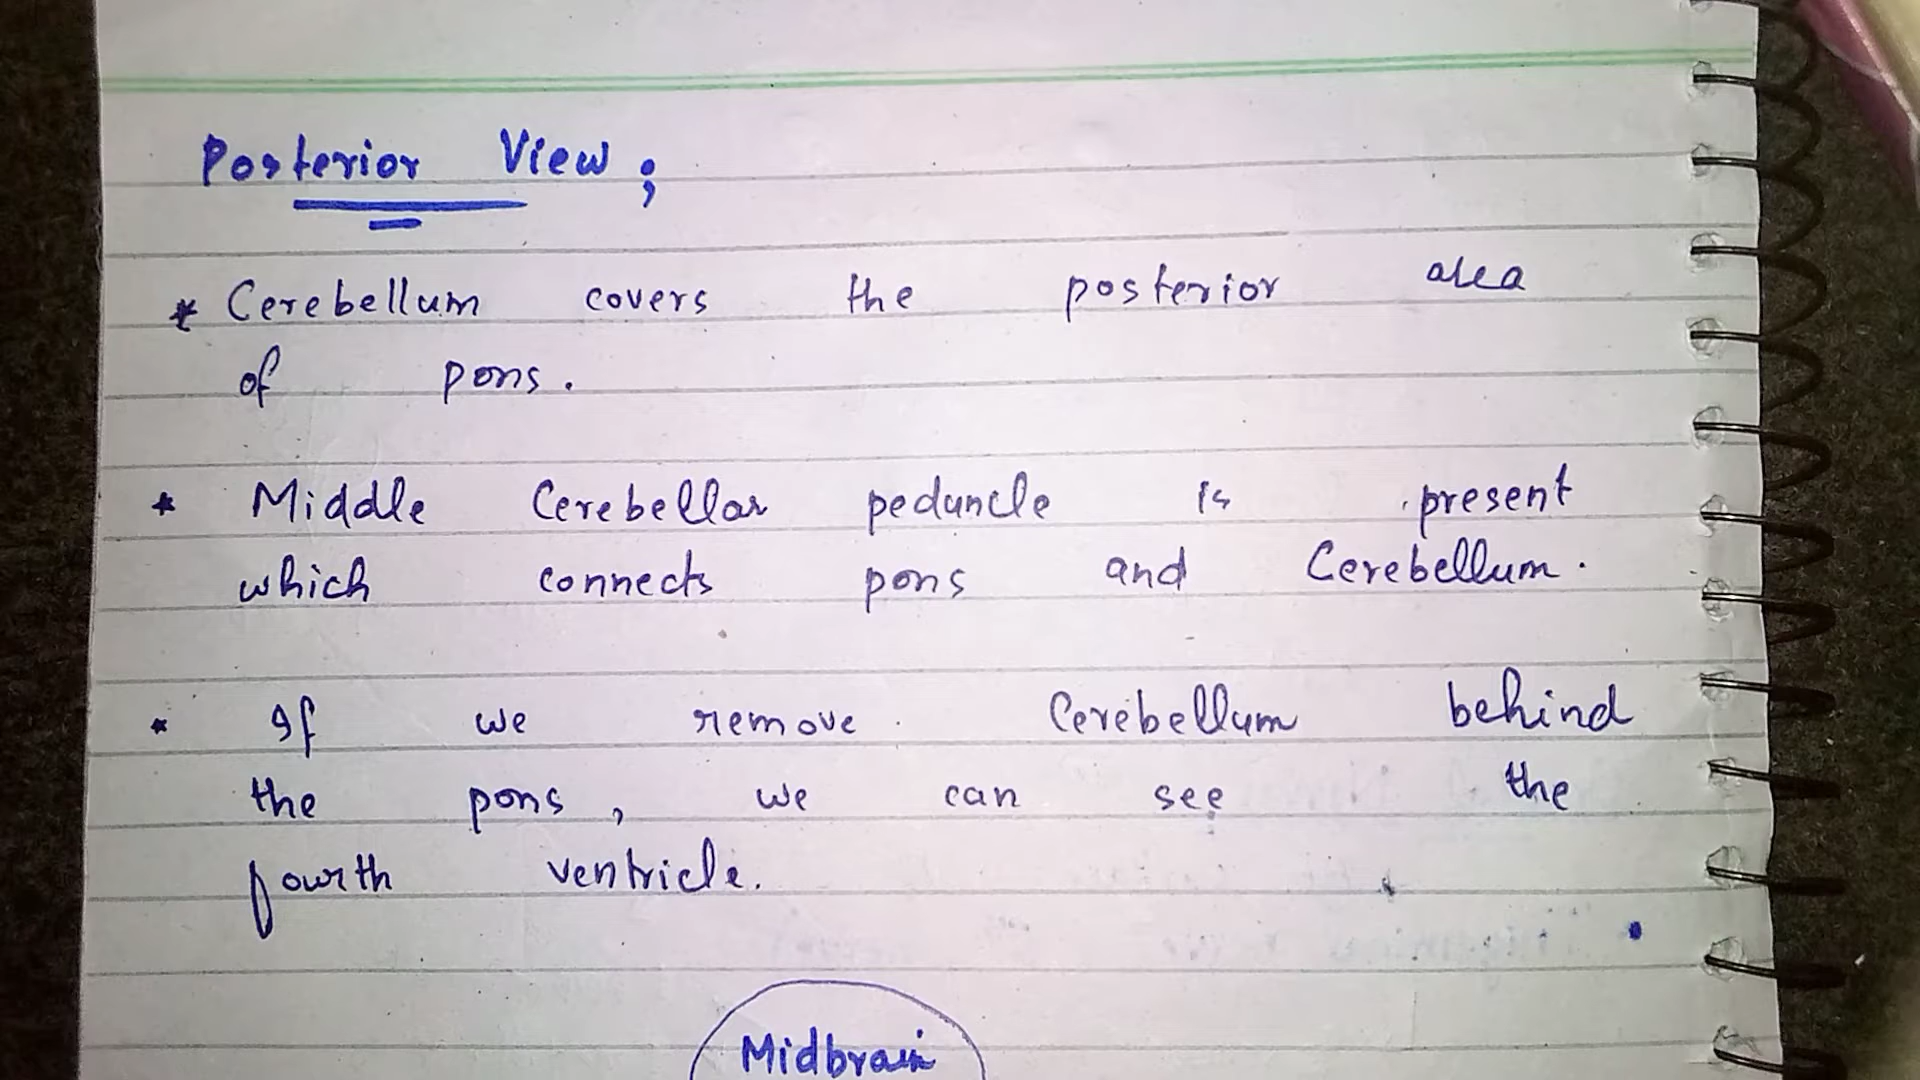 Posterior View;
* Cerebellum covers the posterior area
of pons.
* Middle Cerebellar peduncle is present
which connects pons and Cerebellum.
* If we remove Cerebellum behind
the pons, we can see the
fourth ventricle.
Midbrain